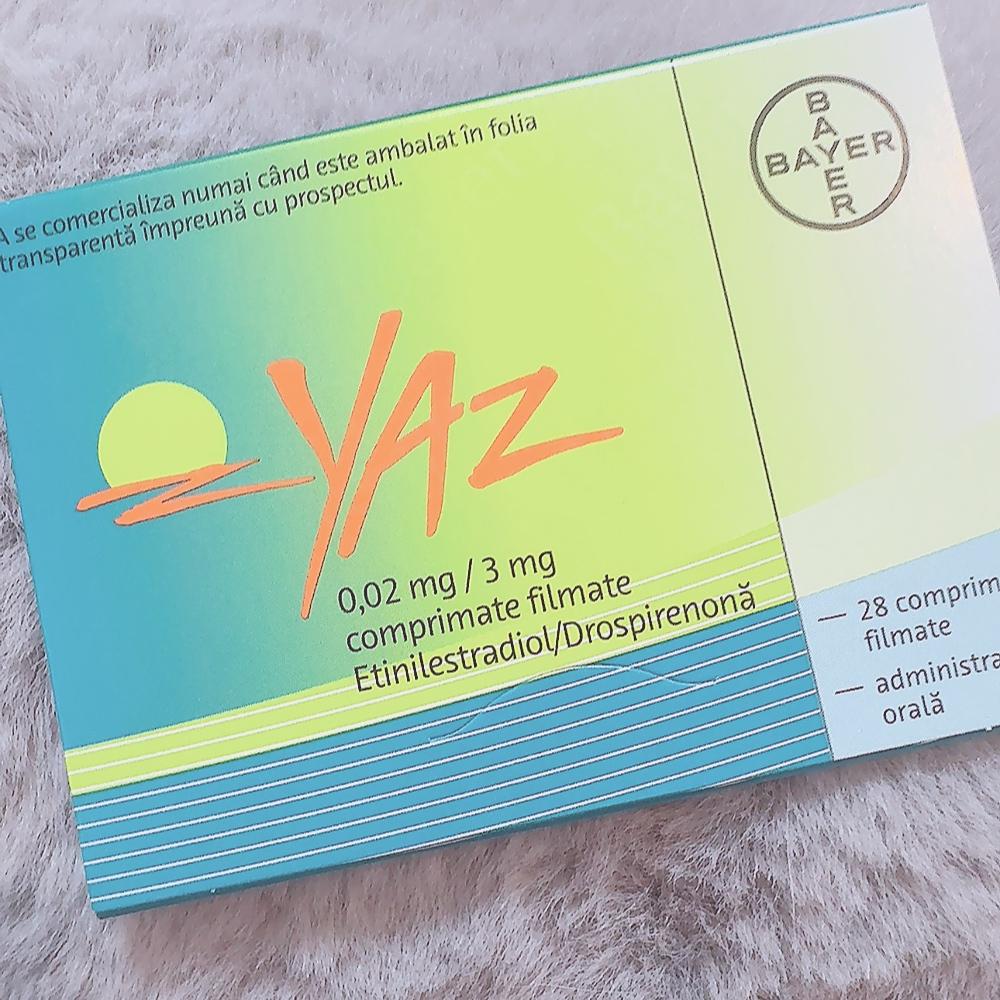 A se comercializa numai când este ambalat în folia
transparentă împreună cu prospectul.
BAYER
BAYER
YAZ
0,02 mg / 3 mg
comprimate filmate
Etinilestradiol/Drospirenonă
— 28 comprim
filmate
— administra
orală